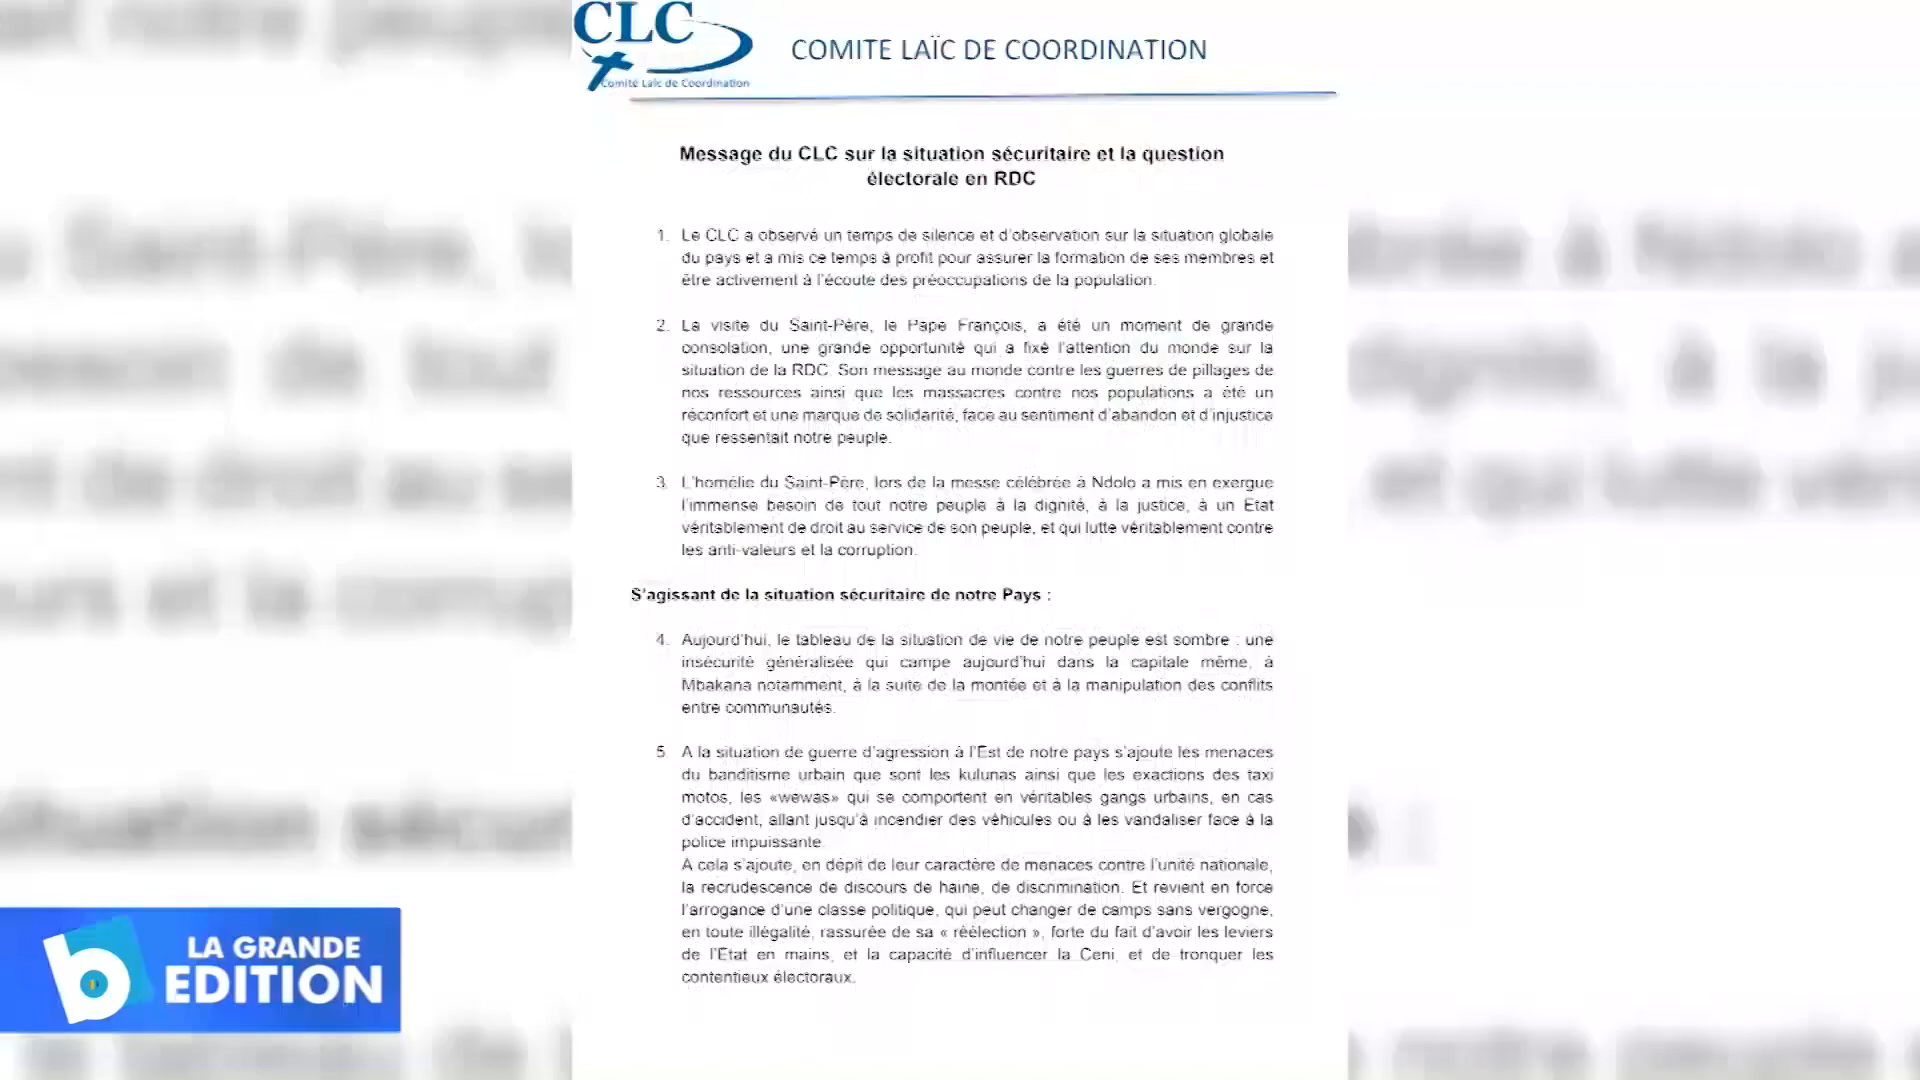 CLC
Comité Laïc de Coordination
COMITE LAÏC DE COORDINATION
Message du CLC sur la situation sécuritaire et la question
électorale en RDC
1. Le CLC a observé un temps de silence et d'observation sur la situation globale
du pays et a mis ce temps à profit pour assurer la formation de ses membres et
être activement à l'écoute des préoccupations de la population.
2. La visite du Saint-Père, le Pape François, a été un moment de grande
consolation, une grande opportunité qui a fixé l'attention du monde sur la
situation de la RDC. Son message au monde contre les guerres de pillages de
nos ressources ainsi que les massacres contre nos populations a été un
réconfort et une marque de solidarité, face au sentiment d'abandon et d'injustice
que ressentait notre peuple.
3. L'homélie du Saint-Père, lors de la messe célébrée à Ndolo a mis en exergue
l'immense besoin de tout notre peuple à la dignité, à la justice, à un Etat
véritablement de droit au service de son peuple, et qui lutte véritablement contre
les anti-valeurs et la corruption.
S'agissant de la situation sécuritaire de notre Pays :
4. Aujourd'hui, le tableau de la situation de vie de notre peuple est sombre : une
insécurité généralisée qui campe aujourd'hui dans la capitale même, à
Mbakana notamment, à la suite de la montée et à la manipulation des conflits
entre communautés.
5. A la situation de guerre d'agression à l'Est de notre pays s'ajoute les menaces
du banditisme urbain que sont les kulunas ainsi que les exactions des taxi
motos, les «wewas» qui se comportent en véritables gangs urbains, en cas
d'accident, allant jusqu'à incendier des véhicules ou à les vandaliser face à la
police impuissante.
A cela s'ajoute, en dépit de leur caractère de menaces contre l'unité nationale,
la recrudescence de discours de haine, de discrimination. Et revient en force
l'arrogance d'une classe politique, qui peut changer de camps sans vergogne,
en toute illégalité, rassurée de sa « réélection », forte du fait d'avoir les leviers
de l'Etat en mains, et la capacité d'influencer la Ceni, et de tronquer les
contentieux électoraux.
b LA GRANDE
EDITION